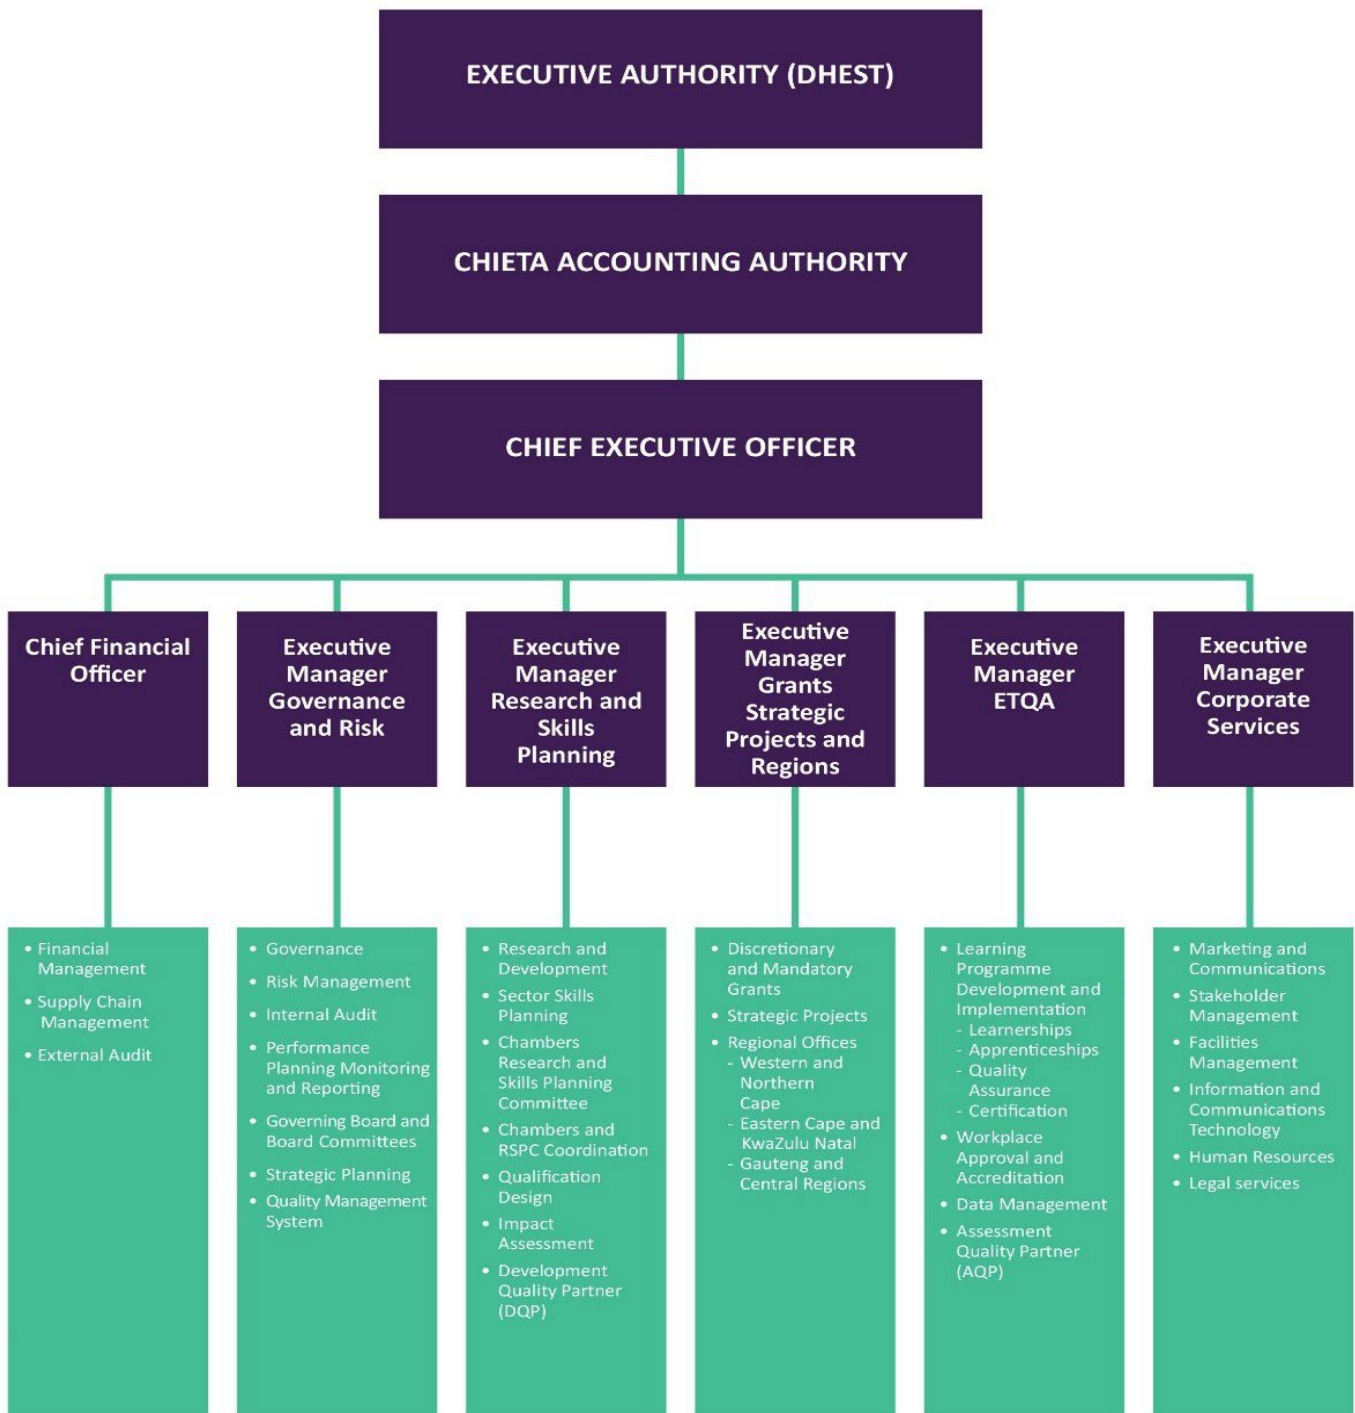 EXECUTIVE AUTHORITY (DHEST)
CHIETA ACCOUNTING AUTHORITY
CHIEF EXECUTIVE OFFICER
Chief Financial
Officer
Executive
Manager
Governance
and Risk
Executive
Manager
Research and
Skills
Planning
Executive
Manager
Grants
Strategic
Projects and
Regions
Executive
Manager
ETQA
Executive
Manager
Corporate
Services
• Financial
Management
• Supply Chain
Management
• External Audit
• Governance
• Risk Management
• Internal Audit
• Performance
Planning Monitoring
and Reporting
• Governing Board and
Board Committees
• Strategic Planning
• Quality Management
System
• Research and
Development
• Sector Skills
Planning
• Chambers
Research and
Skills Planning
Committee
• Chambers and
RSPC Coordination
• Qualification
Design
• Impact
Assessment
• Development
Quality Partner
(DQP)
• Discretionary
and Mandatory
Grants
• Strategic Projects
• Regional Offices
- Western and
Northern
Cape
- Eastern Cape and
KwaZulu Natal
- Gauteng and
Central Regions
• Learning
Programme
Development and
Implementation
- Learnerships
- Apprenticeships
- Quality
Assurance
- Certification
• Workplace
Approval and
Accreditation
• Data Management
• Assessment
Quality Partner
(AQP)
• Marketing and
Communications
• Stakeholder
Management
• Facilities
Management
• Information and
Communications
Technology
• Human Resources
• Legal services